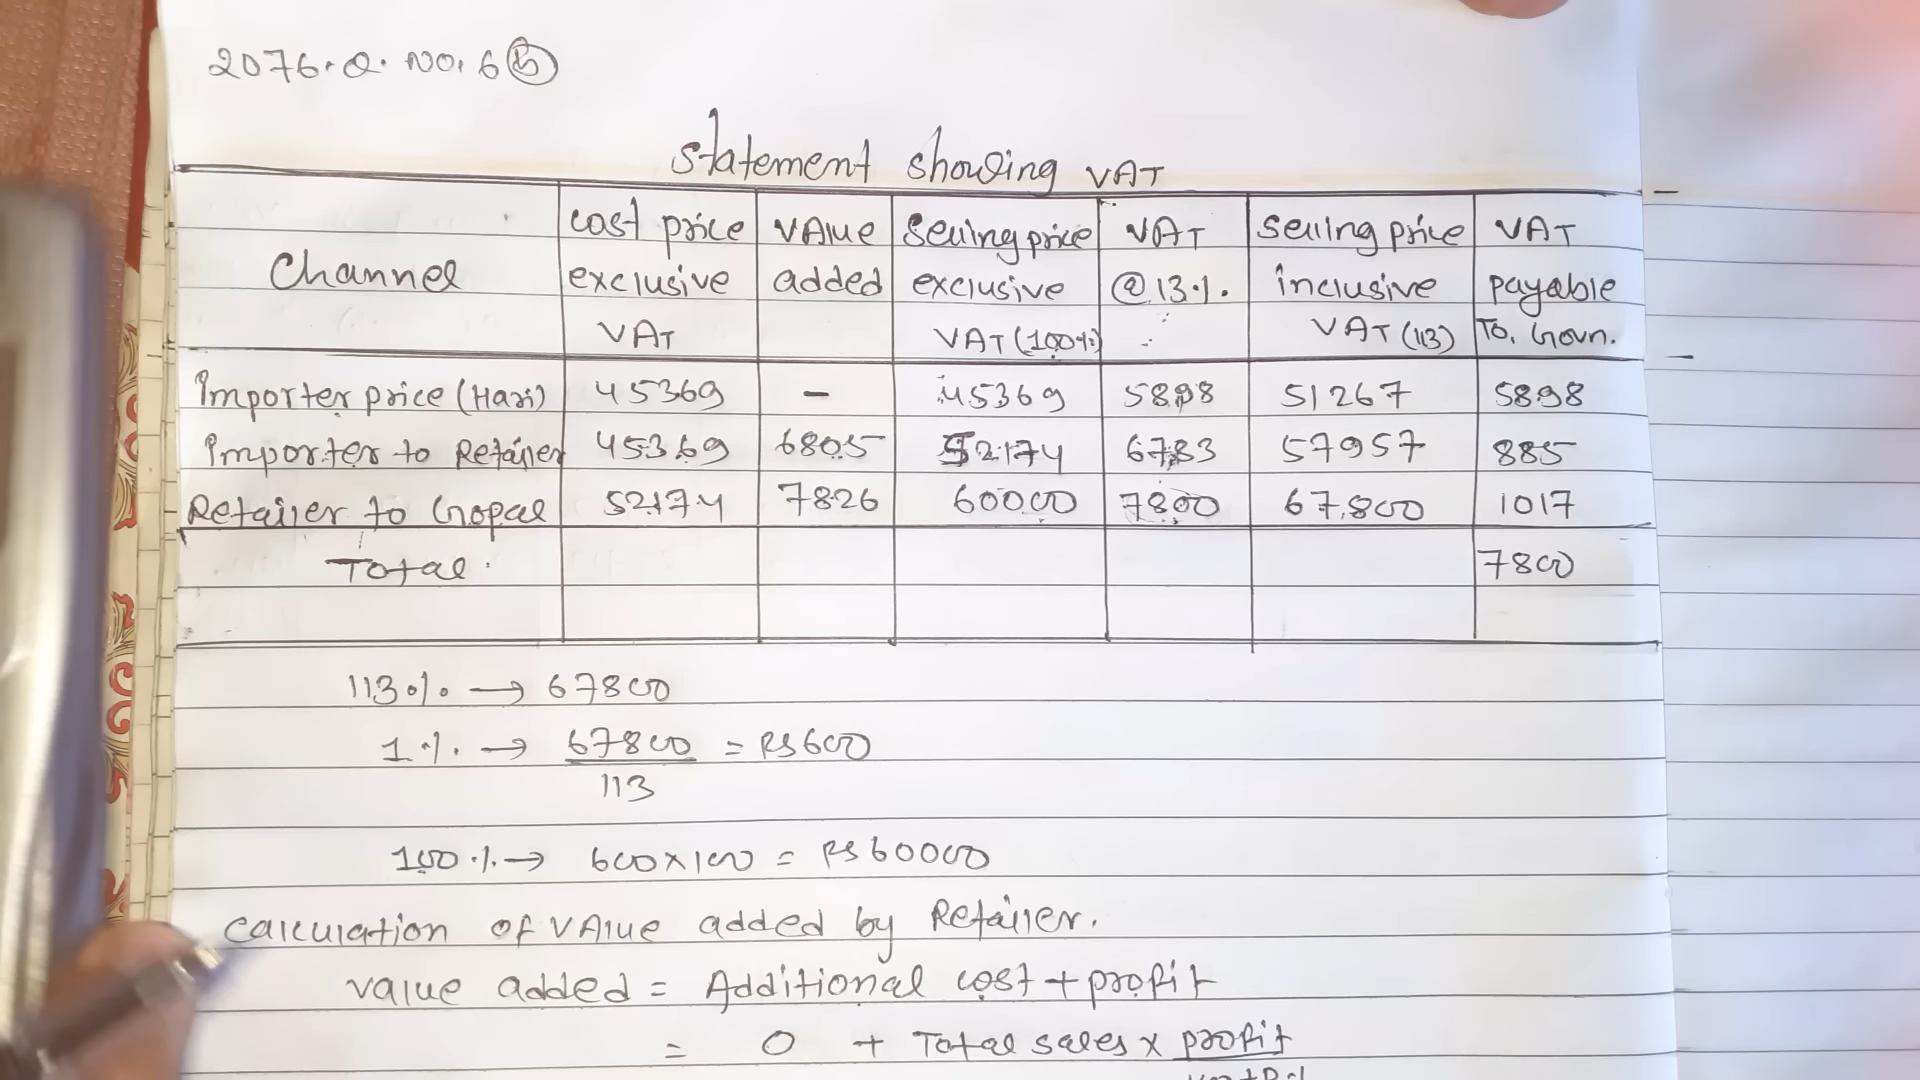 2076. Q. NO. 6 (b)
Statement showing VAT
Channel | cost price exclusive VAT | VAlue added | Selling price exclusive VAT (100%) | VAT @ 13%. | Selling price inclusive VAT (113) | VAT payable To. Govn.
Importer price (Hari) 45369 — 45369 5898 51267 5898
Importer to Retailer 45369 6805 52174 6783 57957 885
Retailer to Gopal 52174 7826 60000 7800 67,800 1017
Total. 7800
113% → 67800
1%. → 67800/113 = RS 600
100%. → 600 x 100 = RS 60000
Calculation of VAlue added by Retailer.
value added = Additional cost + profit
= 0 + Total sales x profit